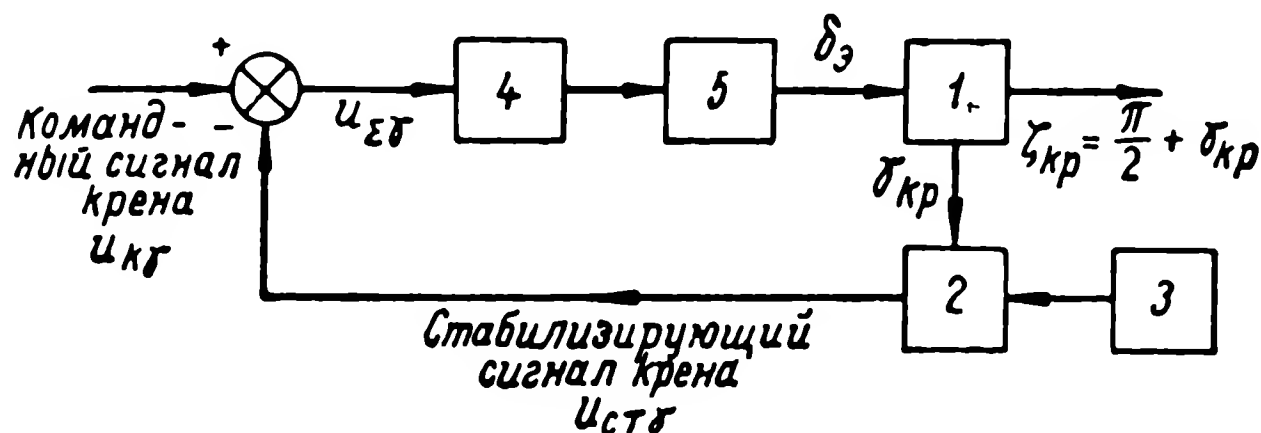 +
-
Команд-
ный сигнал
крена
u_кγ
u_Σγ
4
5
δ_э
1
ζ_кр = π/2 + γ_кр
γ_кр
2
3
Стабилизирующий
сигнал крена
u_стγ